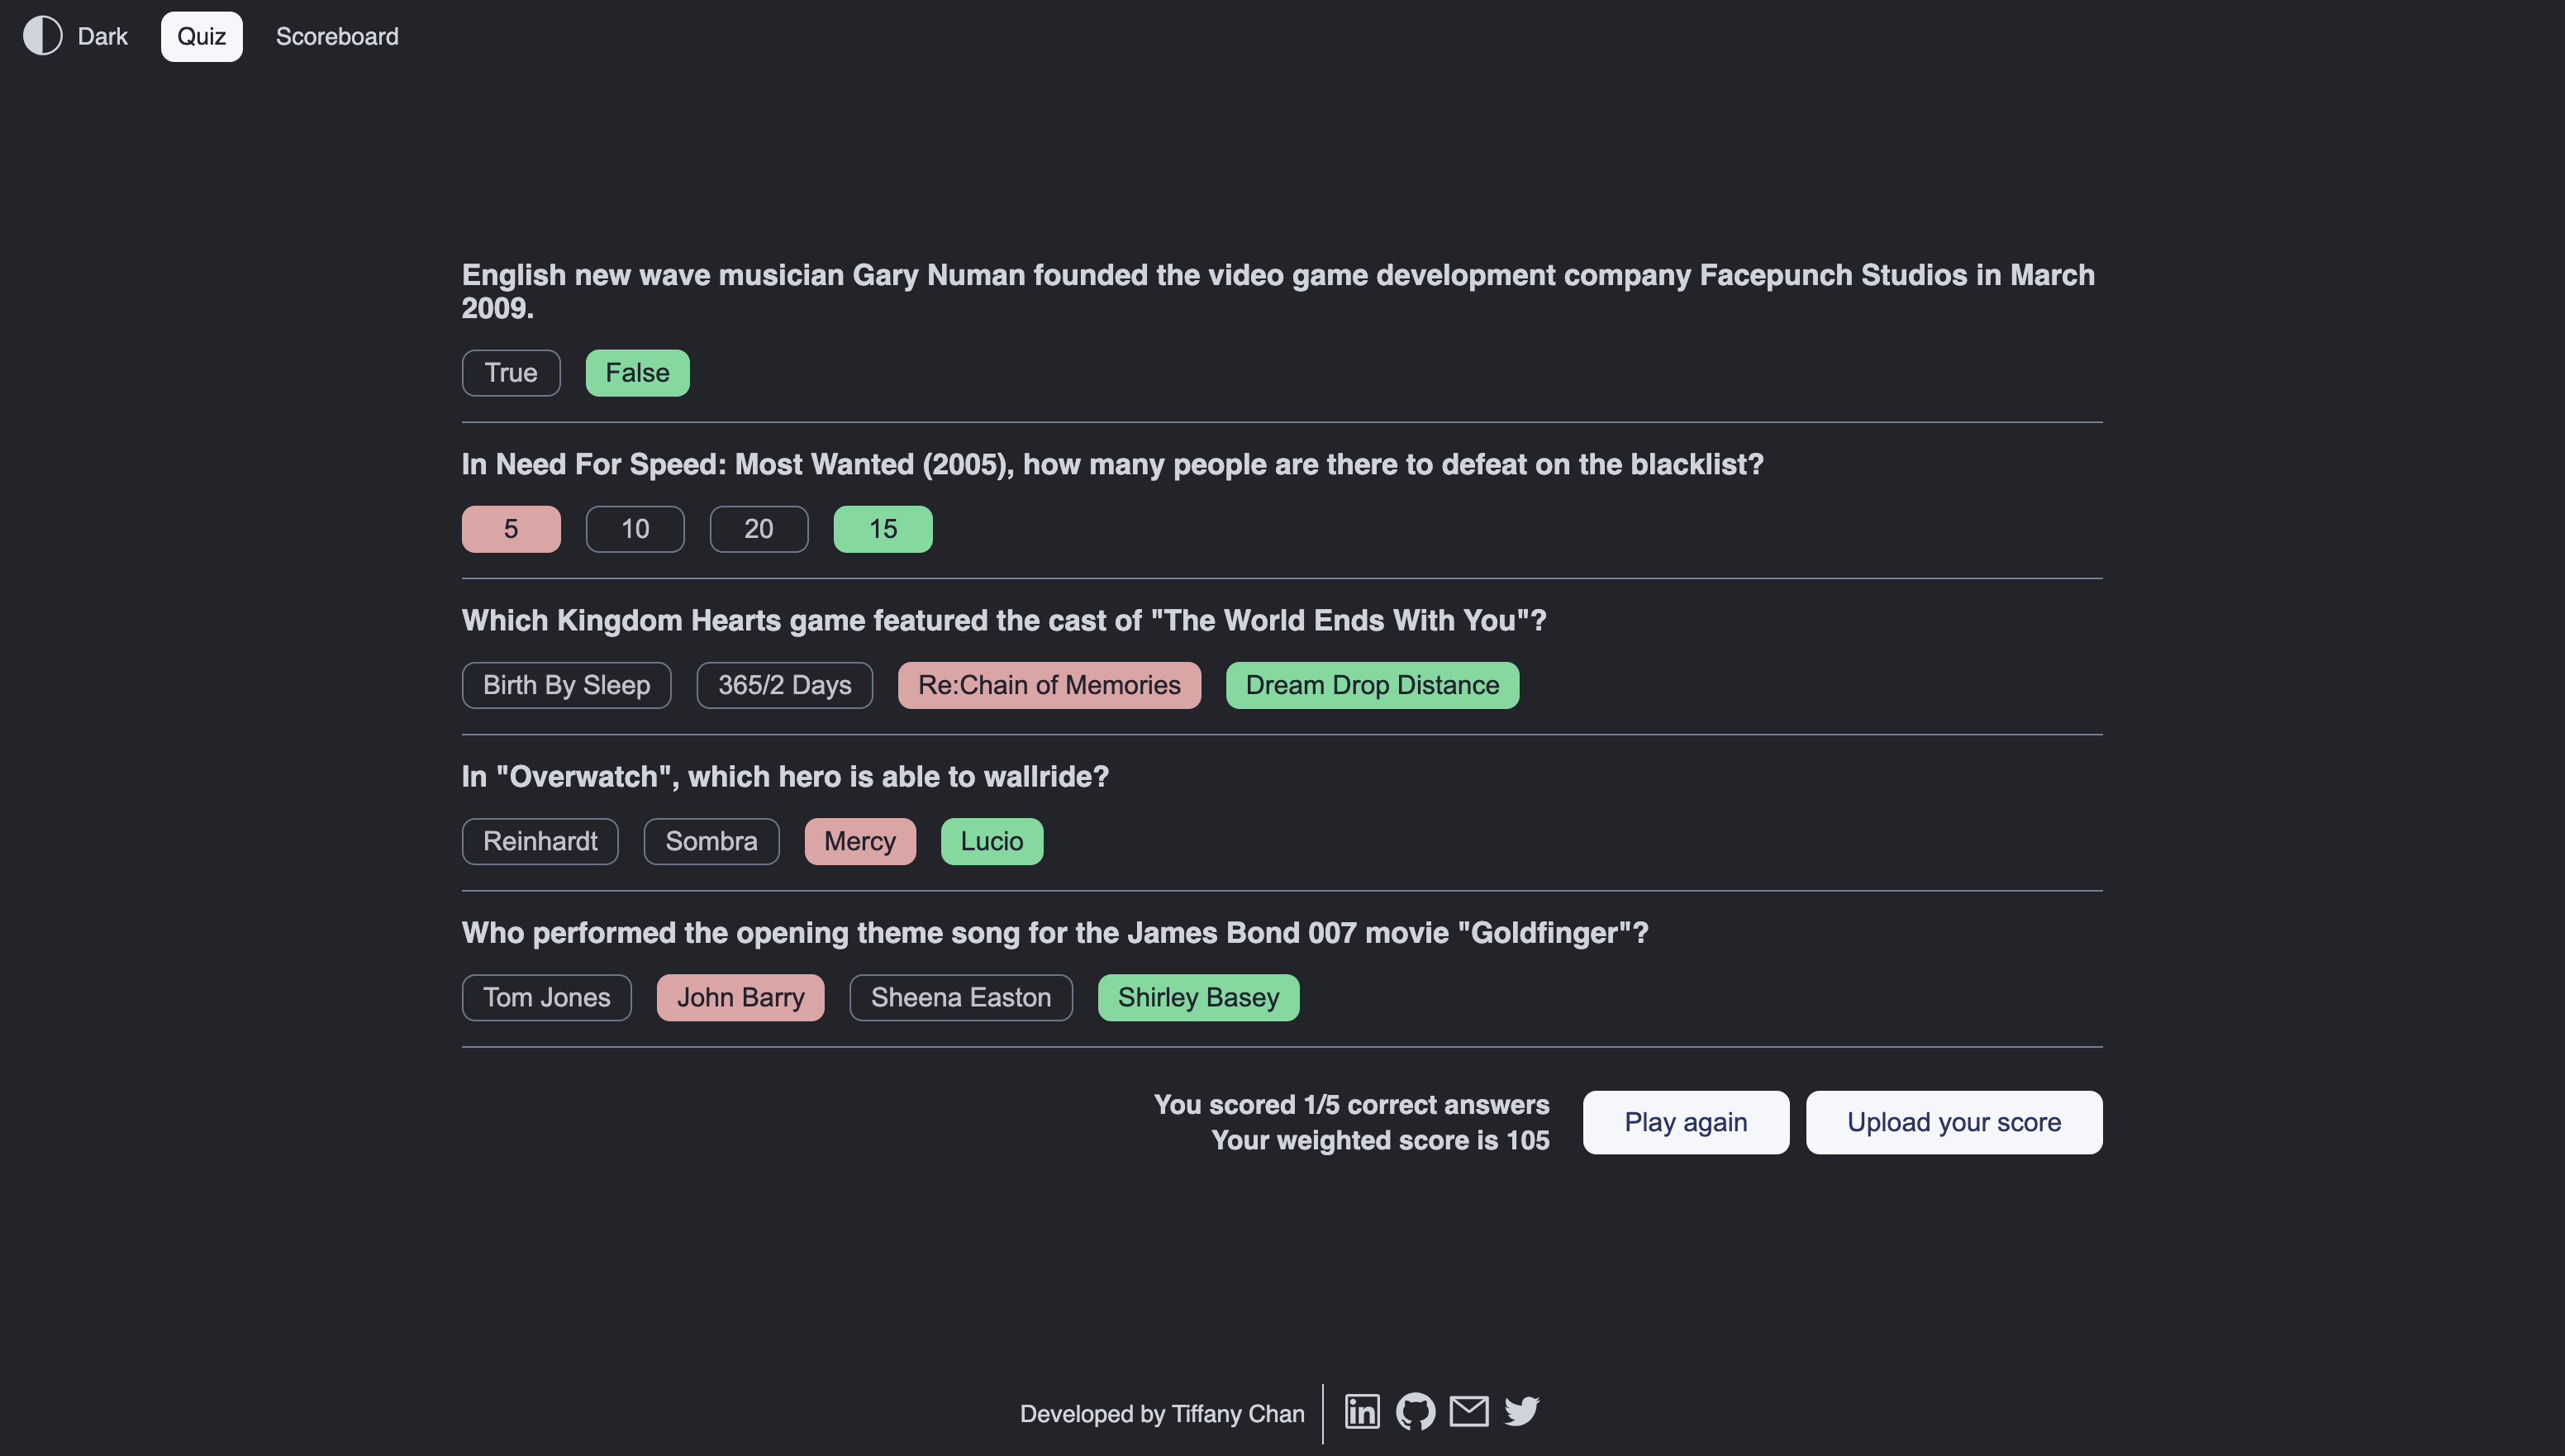 Dark Quiz Scoreboard
English new wave musician Gary Numan founded the video game development company Facepunch Studios in March
2009.
True False
In Need For Speed: Most Wanted (2005), how many people are there to defeat on the blacklist?
5 10 20 15
Which Kingdom Hearts game featured the cast of "The World Ends With You"?
Birth By Sleep 365/2 Days Re:Chain of Memories Dream Drop Distance
In "Overwatch", which hero is able to wallride?
Reinhardt Sombra Mercy Lucio
Who performed the opening theme song for the James Bond 007 movie "Goldfinger"?
Tom Jones John Barry Sheena Easton Shirley Basey
You scored 1/5 correct answers
Your weighted score is 105
Play again Upload your score
Developed by Tiffany Chan in